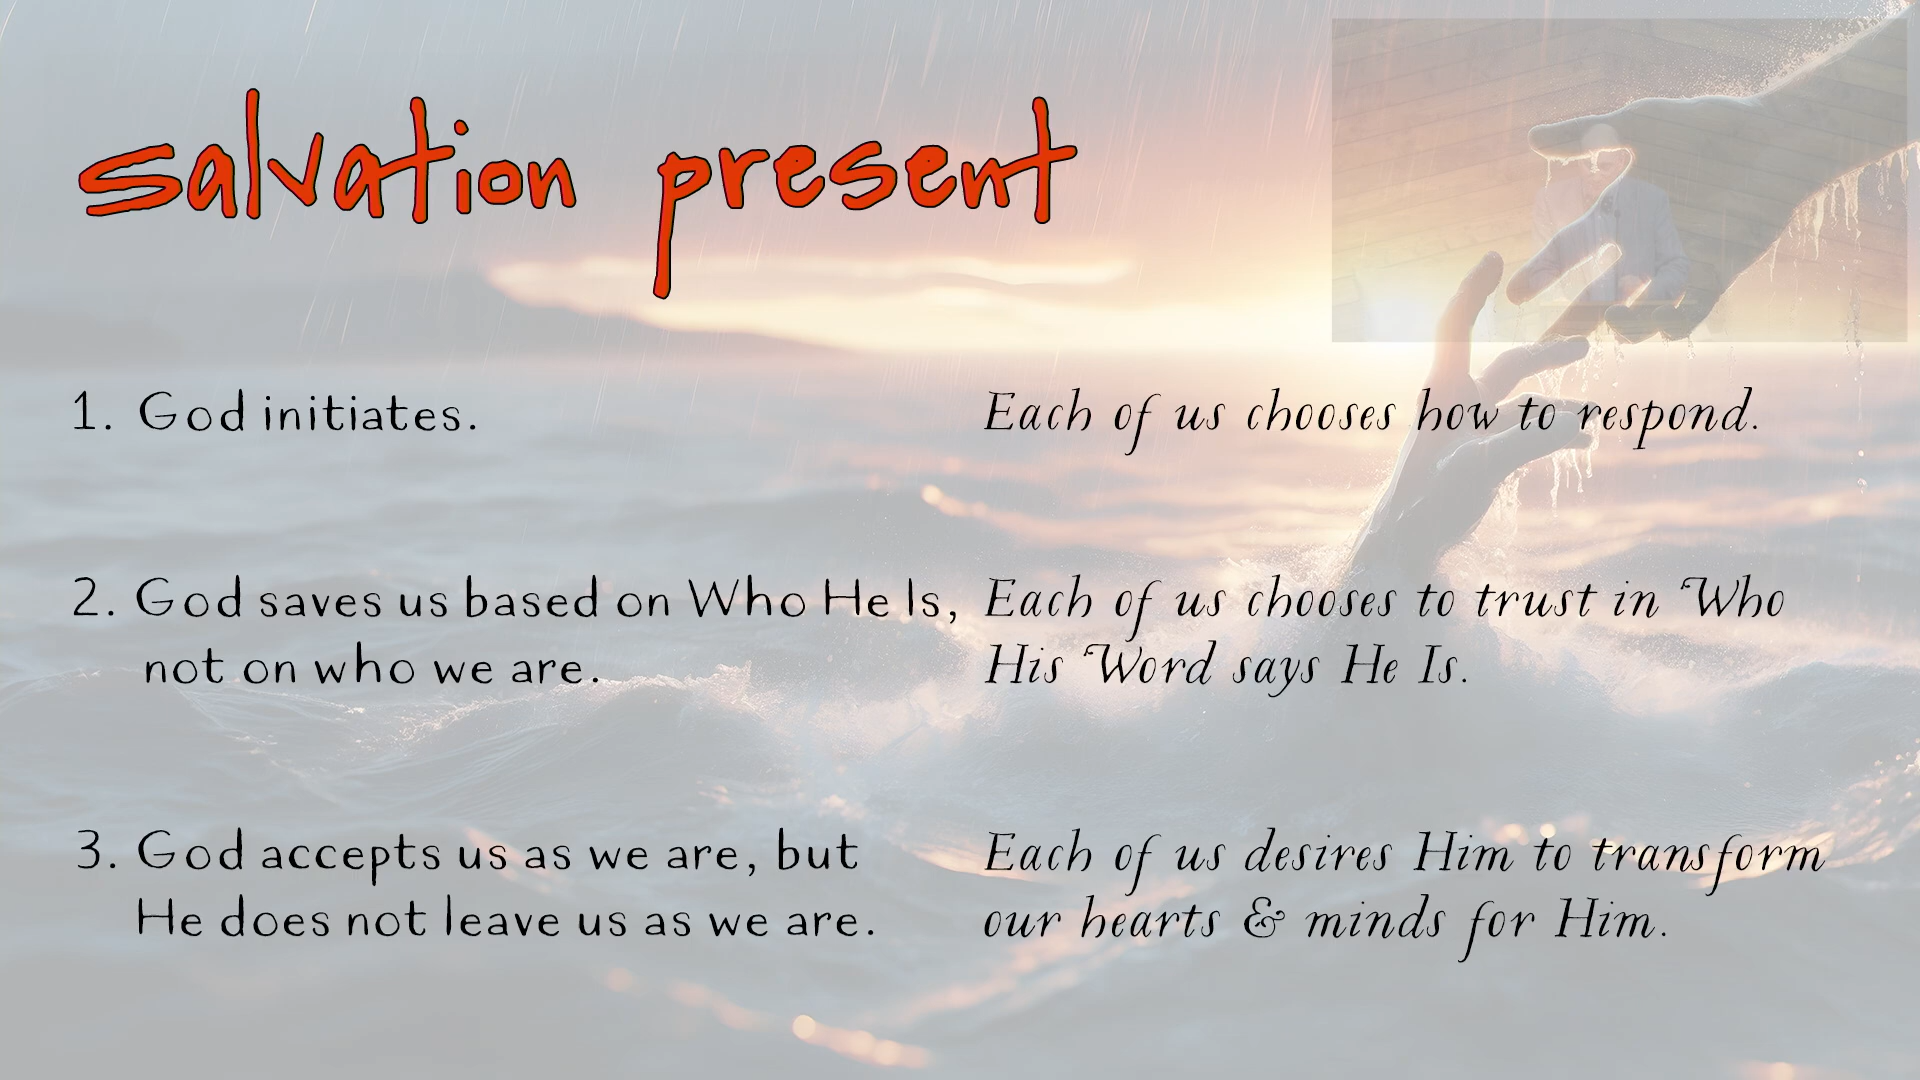 salvation present
1. God initiates.
Each of us chooses how to respond.
2. God saves us based on Who He Is,
not on who we are.
Each of us chooses to trust in Who
His Word says He Is.
3. God accepts us as we are, but
He does not leave us as we are.
Each of us desires Him to transform
our hearts & minds for Him.